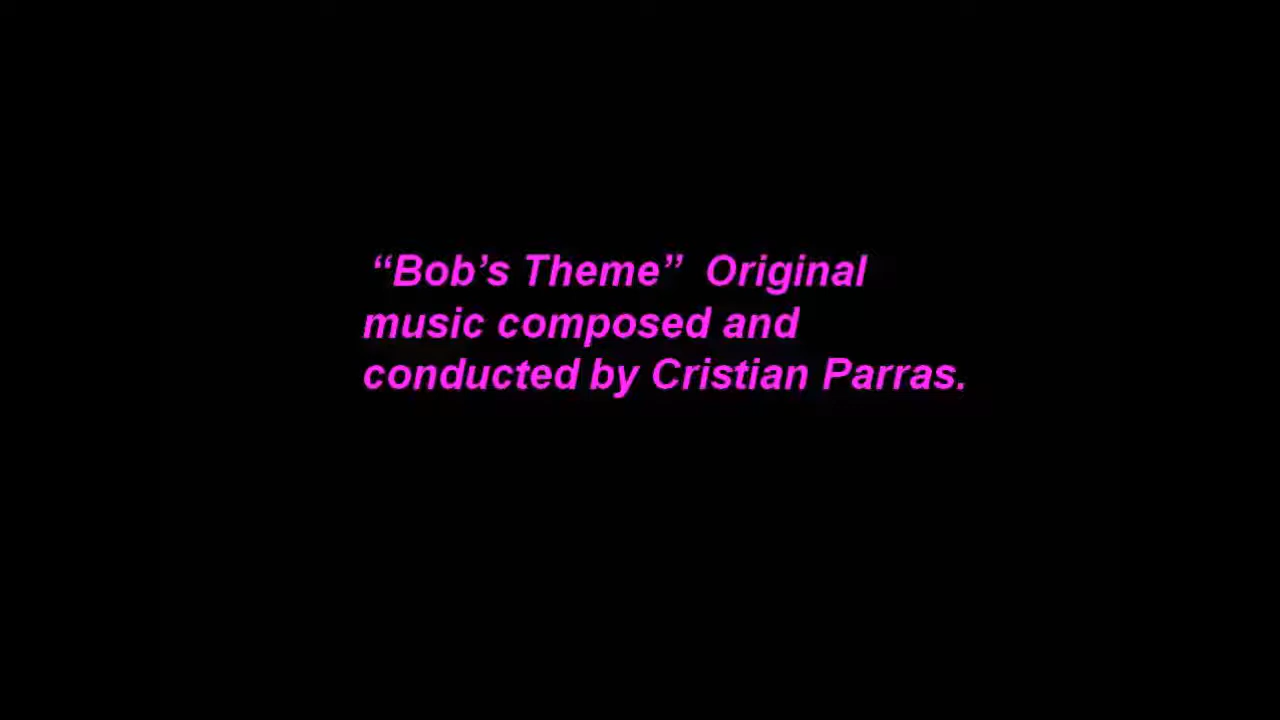 “Bob’s Theme”  Original
music composed and
conducted by Cristian Parras.